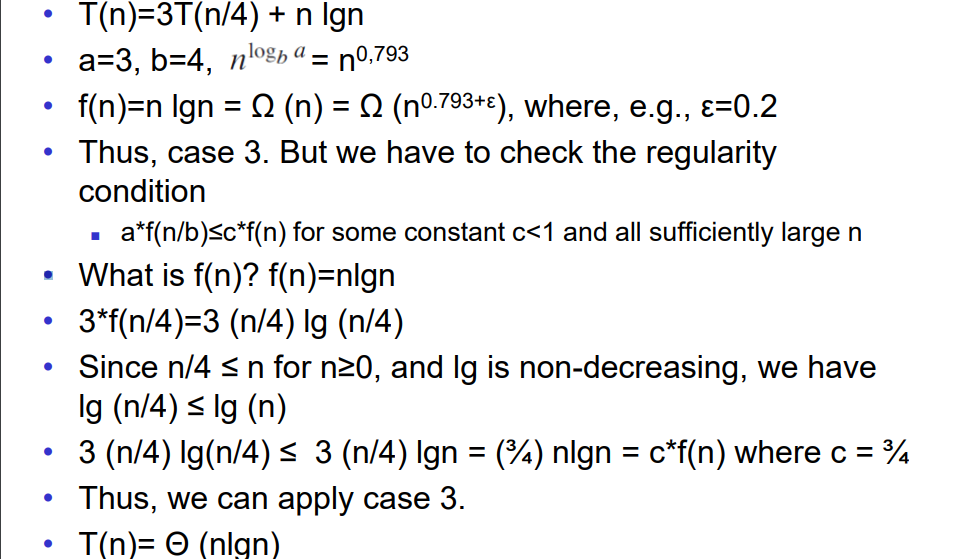 • T(n)=3T(n/4) + n lgn
• a=3, b=4, n^{log_b a} = n^{0,793}
• f(n)=n lgn = Ω (n) = Ω (n^{0.793+ε}), where, e.g., ε=0.2
• Thus, case 3. But we have to check the regularity
condition
▪ a*f(n/b)≤c*f(n) for some constant c<1 and all sufficiently large n
• What is f(n)? f(n)=nlgn
• 3*f(n/4)=3 (n/4) lg (n/4)
• Since n/4 ≤ n for n≥0, and lg is non-decreasing, we have
lg (n/4) ≤ lg (n)
• 3 (n/4) lg(n/4) ≤ 3 (n/4) lgn = (¾) nlgn = c*f(n) where c = ¾
• Thus, we can apply case 3.
• T(n)= Θ (nlgn)